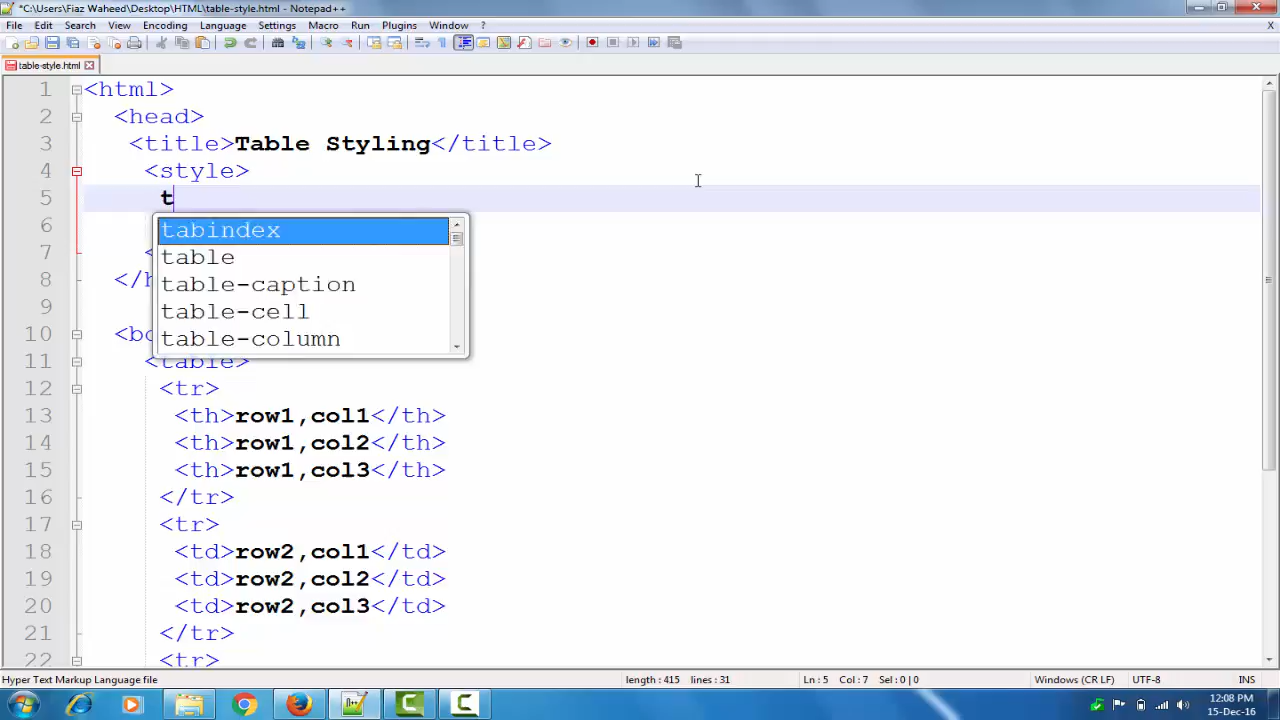 *C:\Users\Fiaz Waheed\Desktop\HTML\table-style.html - Notepad++
File Edit Search View Encoding Language Settings Macro Run Plugins Window ? X
table-style.html
1 <html>
2 <head>
3 <title>Table Styling</title>
4 <style>
5 t
tabindex
table
table-caption
table-cell
table-column
6
7 <
8 </h
9
10 <bo
11 <table>
12 <tr>
13 <th>row1,col1</th>
14 <th>row1,col2</th>
15 <th>row1,col3</th>
16 </tr>
17 <tr>
18 <td>row2,col1</td>
19 <td>row2,col2</td>
20 <td>row2,col3</td>
21 </tr>
22 <tr>
Hyper Text Markup Language file length : 415 lines : 31 Ln : 5 Col : 7 Sel : 0 | 0 Windows (CR LF) UTF-8 INS
12:08 PM
15-Dec-16